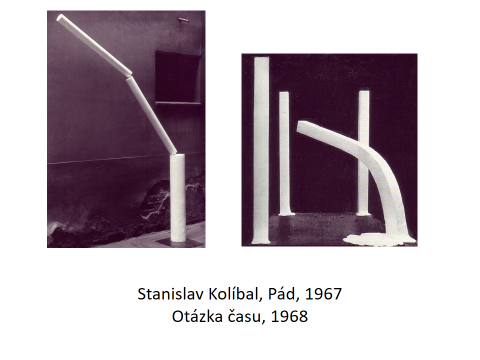 Stanislav Kolíbal, Pád, 1967
Otázka času, 1968